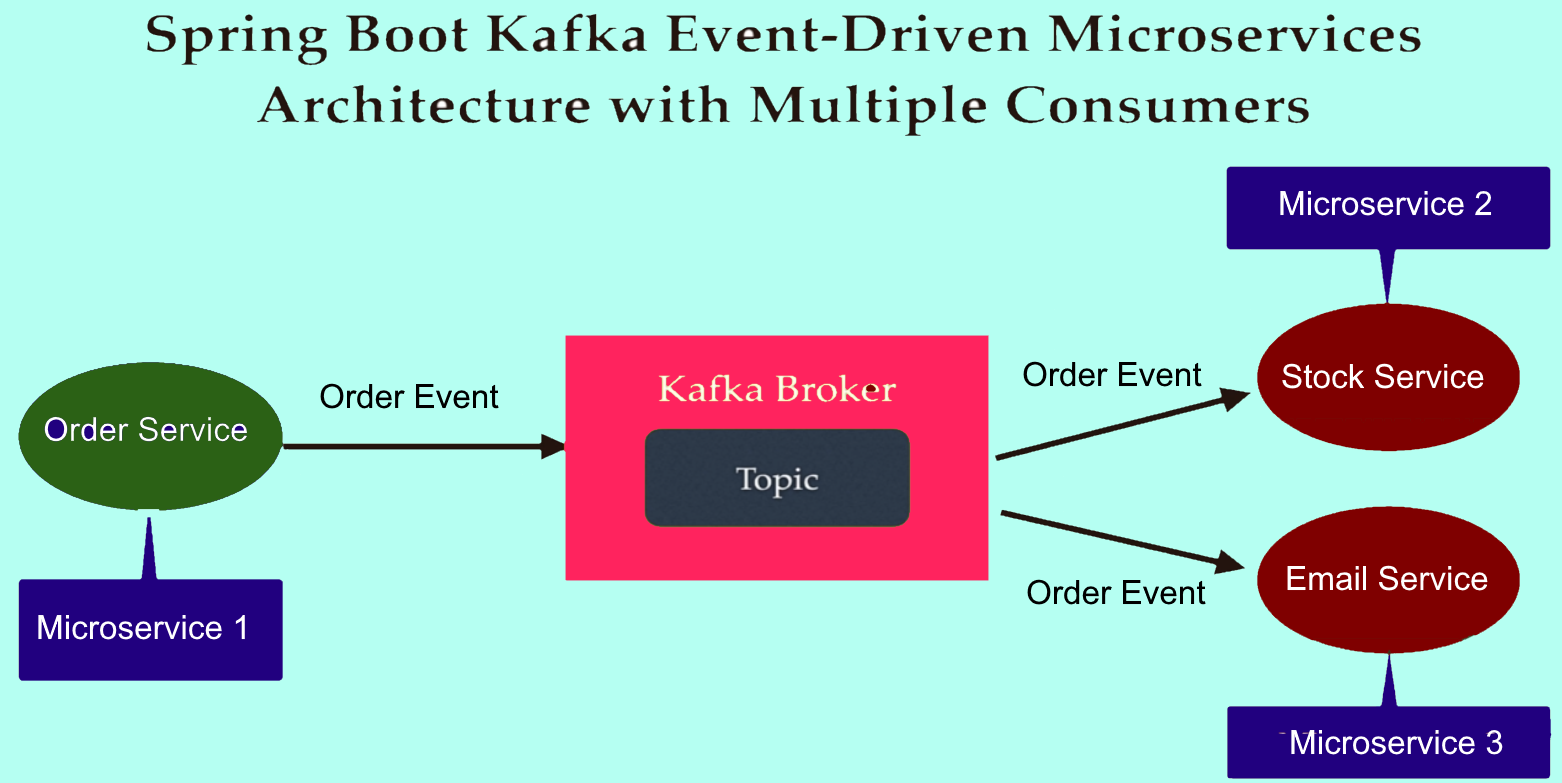 Spring Boot Kafka Event-Driven Microservices
Architecture with Multiple Consumers
Microservice 2
Order Service
Order Event
Kafka Broker
Topic
Order Event
Stock Service
Order Event
Email Service
Microservice 1
Microservice 3